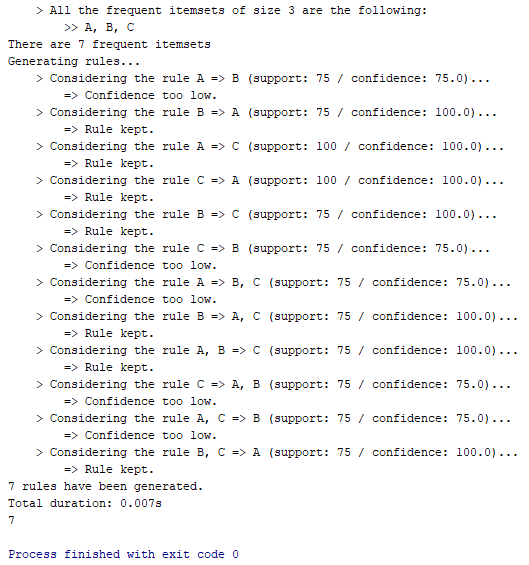 > All the frequent itemsets of size 3 are the following:
>> A, B, C
There are 7 frequent itemsets
Generating rules...
> Considering the rule A => B (support: 75 / confidence: 75.0)...
=> Confidence too low.
> Considering the rule B => A (support: 75 / confidence: 100.0)...
=> Rule kept.
> Considering the rule A => C (support: 100 / confidence: 100.0)...
=> Rule kept.
> Considering the rule C => A (support: 100 / confidence: 100.0)...
=> Rule kept.
> Considering the rule B => C (support: 75 / confidence: 100.0)...
=> Rule kept.
> Considering the rule C => B (support: 75 / confidence: 75.0)...
=> Confidence too low.
> Considering the rule A => B, C (support: 75 / confidence: 75.0)...
=> Confidence too low.
> Considering the rule B => A, C (support: 75 / confidence: 100.0)...
=> Rule kept.
> Considering the rule A, B => C (support: 75 / confidence: 100.0)...
=> Rule kept.
> Considering the rule C => A, B (support: 75 / confidence: 75.0)...
=> Confidence too low.
> Considering the rule A, C => B (support: 75 / confidence: 75.0)...
=> Confidence too low.
> Considering the rule B, C => A (support: 75 / confidence: 100.0)...
=> Rule kept.
7 rules have been generated.
Total duration: 0.007s
7
Process finished with exit code 0